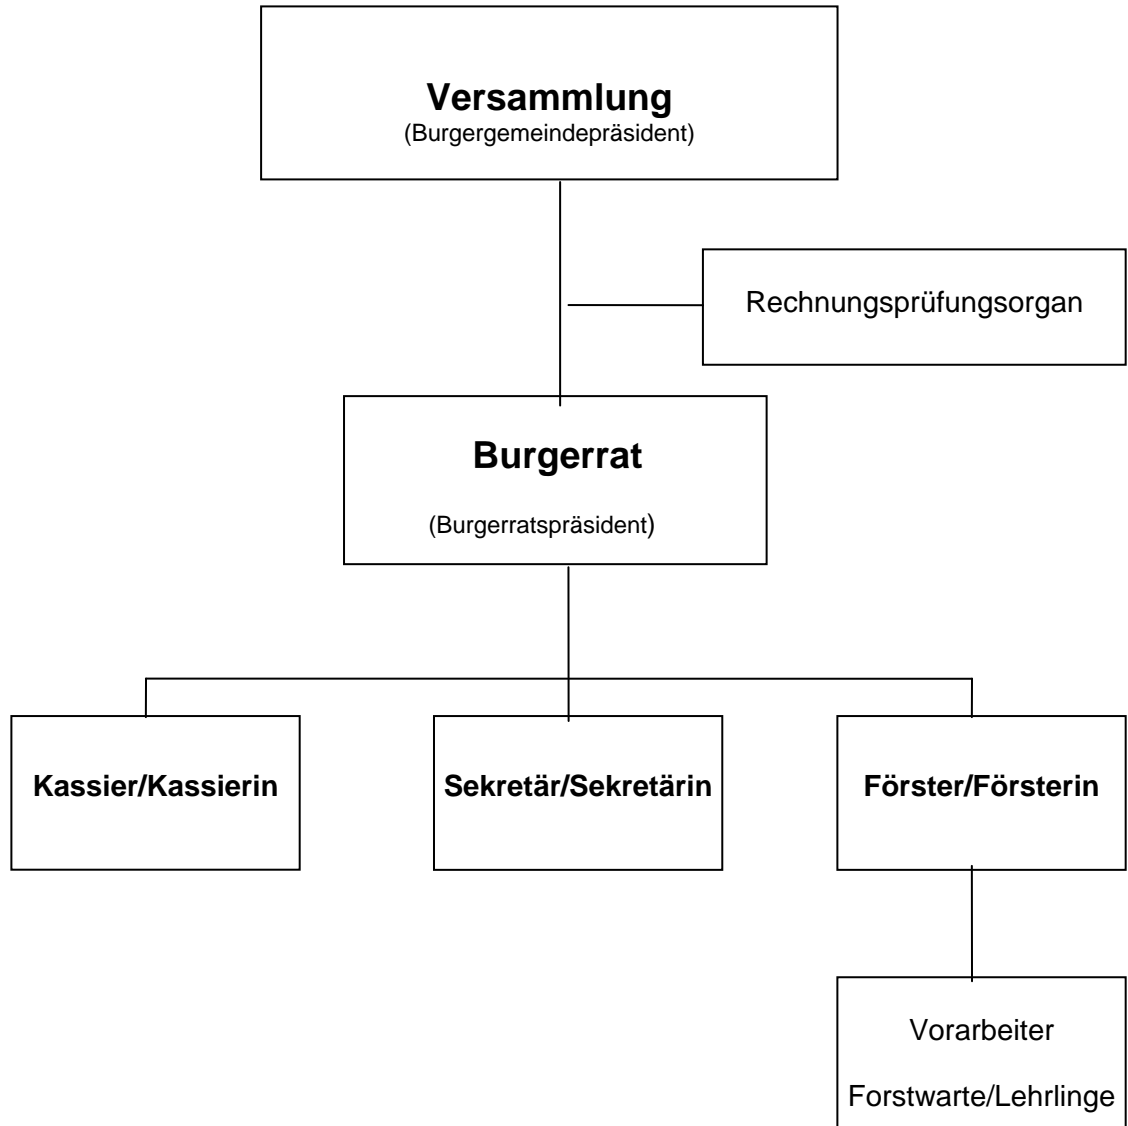 Versammlung
(Burgergemeindepräsident)
Rechnungsprüfungsorgan
Burgerrat
(Burgerratspräsident)
Kassier/Kassierin
Sekretär/Sekretärin
Förster/Försterin
Vorarbeiter
Forstwarte/Lehrlinge